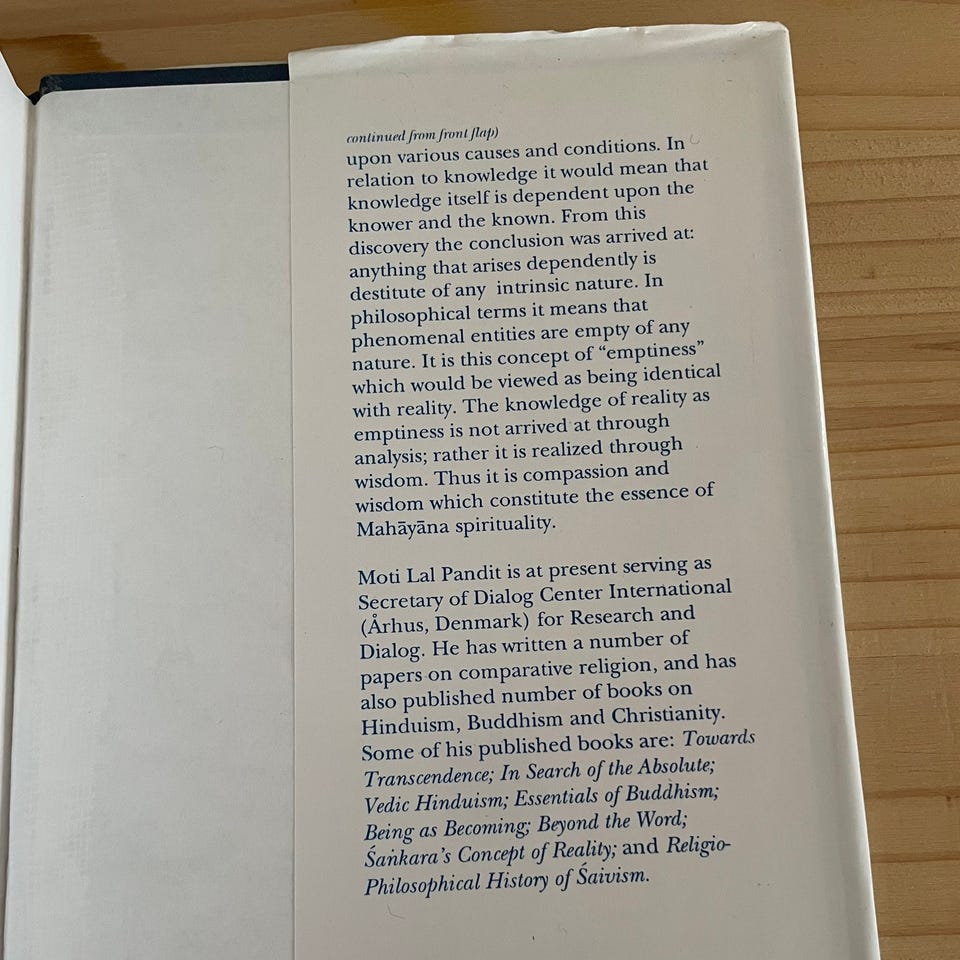 continued from front flap)
upon various causes and conditions. In
relation to knowledge it would mean that
knowledge itself is dependent upon the
knower and the known. From this
discovery the conclusion was arrived at:
anything that arises dependently is
destitute of any intrinsic nature. In
philosophical terms it means that
phenomenal entities are empty of any
nature. It is this concept of “emptiness”
which would be viewed as being identical
with reality. The knowledge of reality as
emptiness is not arrived at through
analysis; rather it is realized through
wisdom. Thus it is compassion and
wisdom which constitute the essence of
Mahāyāna spirituality.
Moti Lal Pandit is at present serving as
Secretary of Dialog Center International
(Århus, Denmark) for Research and
Dialog. He has written a number of
papers on comparative religion, and has
also published number of books on
Hinduism, Buddhism and Christianity.
Some of his published books are: Towards
Transcendence; In Search of the Absolute;
Vedic Hinduism; Essentials of Buddhism;
Being as Becoming; Beyond the Word;
Śaṅkara’s Concept of Reality; and Religio-
Philosophical History of Śaivism.